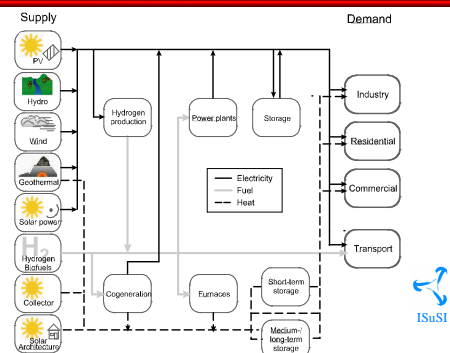 Supply
Demand
PV
Hydro
Wind
Geothermal
Solar power
H2
Hydrogen
Biofuels
Collector
Solar
Architecture
Hydrogen
production
Power plants
Storage
Electricity
Fuel
Heat
Cogeneration
Furnaces
Short-term
storage
Medium-/
long-term
storage
Industry
Residential
Commercial
Transport
ISuSI